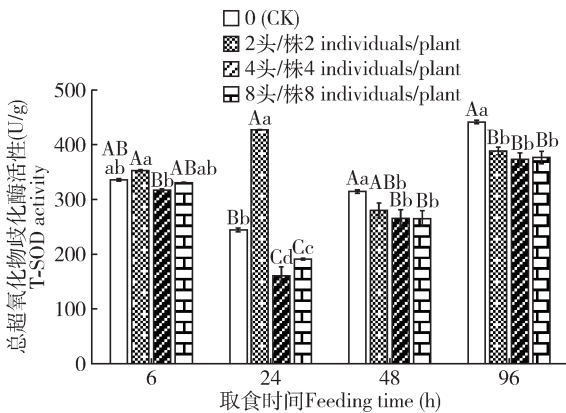 0 (CK)
2头/株2 individuals/plant
4头/株4 individuals/plant
8头/株8 individuals/plant
总超氧化物歧化酶活性(U/g)
T-SOD activity
500
400
300
200
100
0
AB
ab
Aa
Bb
ABab
Bb
Aa
Cd
Cc
Aa
ABb
Bb
Bb
Aa
Bb
Bb
Bb
6
24
48
96
取食时间Feeding time (h)